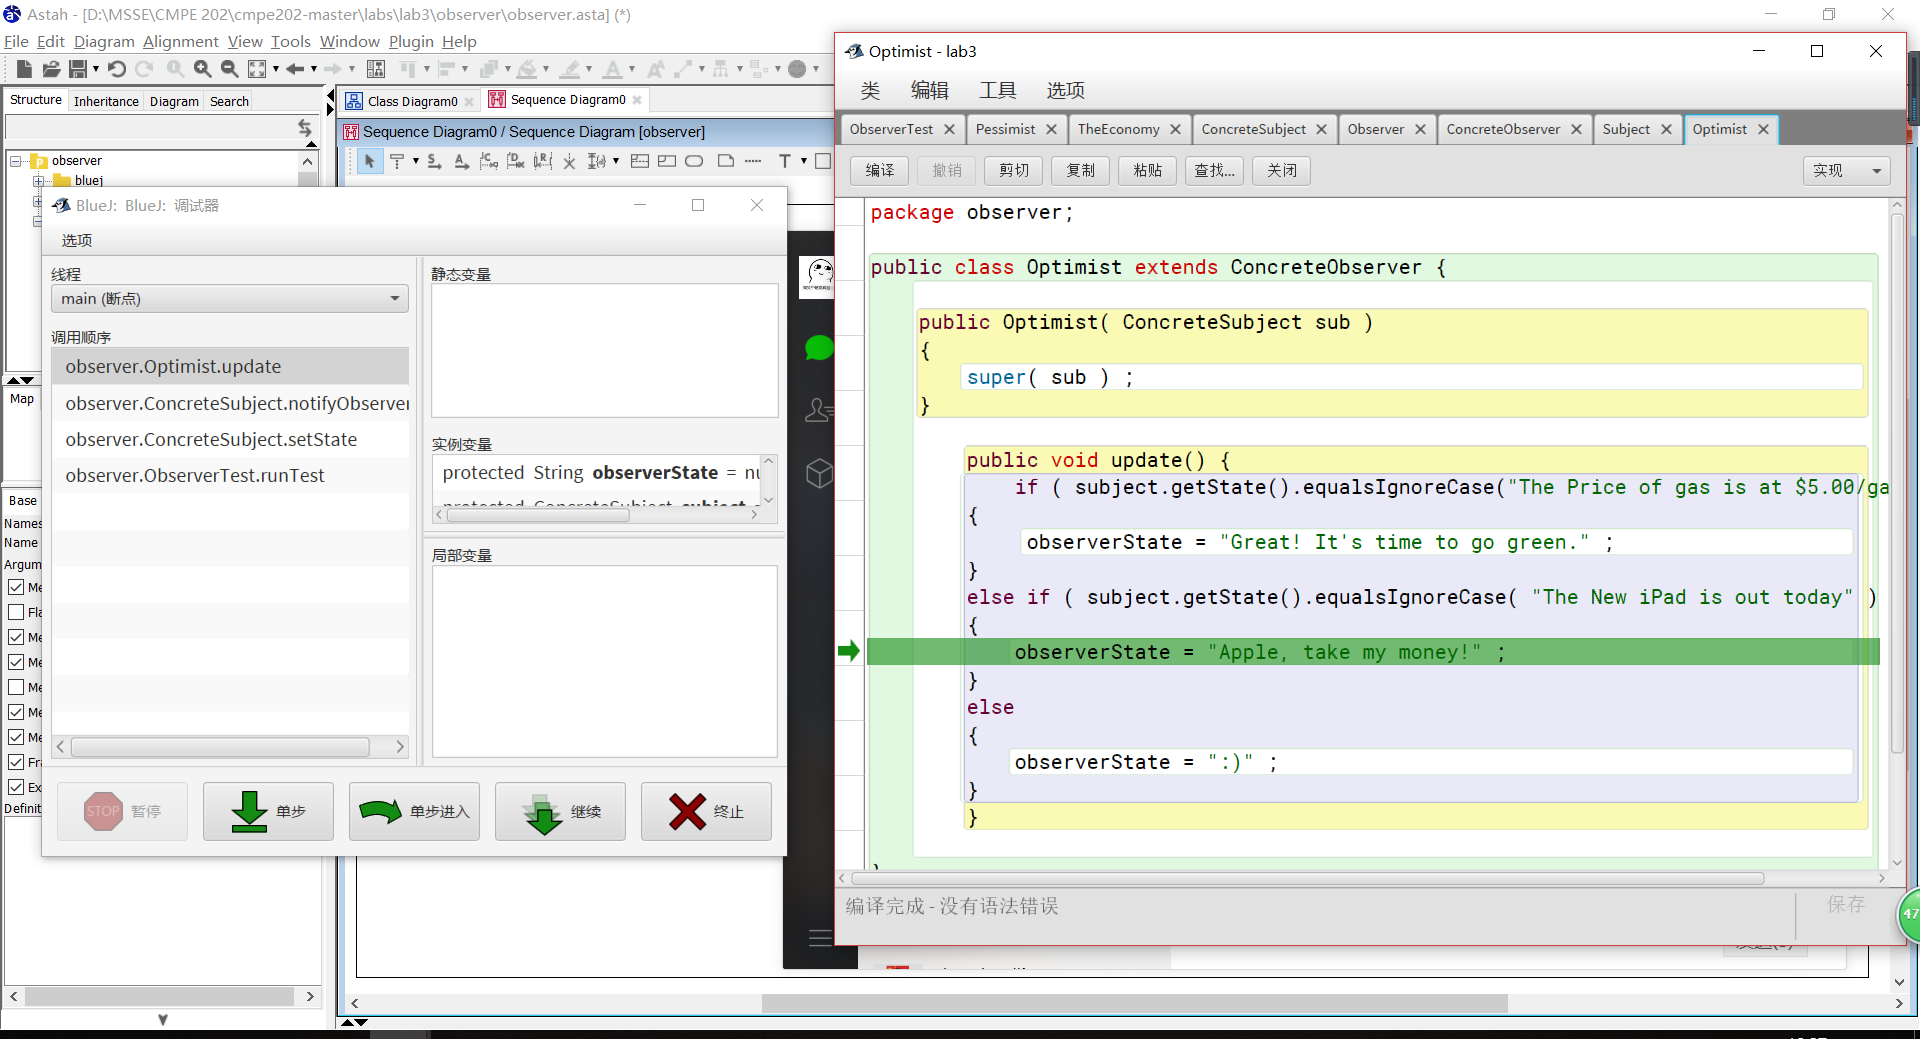 Astah - [D:\MSSE\CMPE 202\cmpe202-master\labs\lab3\observer\observer.asta] (*)
File Edit Diagram Alignment View Tools Window Plugin Help
Structure Inheritance Diagram Search
observer
bluej
Map
Base
Names
Name
Argum
Me
Fla
Me
Me
Me
Me
Me
Fra
Ex
Definit
Class Diagram0
Sequence Diagram0
Sequence Diagram0 / Sequence Diagram [observer]
BlueJ: BlueJ: 调试器
选项
线程
main (断点)
调用顺序
observer.Optimist.update
observer.ConcreteSubject.notifyObserver
observer.ConcreteSubject.setState
observer.ObserverTest.runTest
静态变量
实例变量
protected String observerState = nu
protected ConcreteSubject subject
局部变量
STOP 暂停
单步
单步进入
继续
终止
Optimist - lab3
类 编辑 工具 选项
ObserverTest Pessimist TheEconomy ConcreteSubject Observer ConcreteObserver Subject Optimist
编译 撤销 剪切 复制 粘贴 查找... 关闭 实现
package observer;
public class Optimist extends ConcreteObserver {
public Optimist( ConcreteSubject sub )
{
super( sub ) ;
}
public void update() {
if ( subject.getState().equalsIgnoreCase("The Price of gas is at $5.00/ga
{
observerState = "Great! It's time to go green." ;
}
else if ( subject.getState().equalsIgnoreCase( "The New iPad is out today" )
{
observerState = "Apple, take my money!" ;
}
else
{
observerState = ":)" ;
}
}
编译完成 - 没有语法错误
保存
47